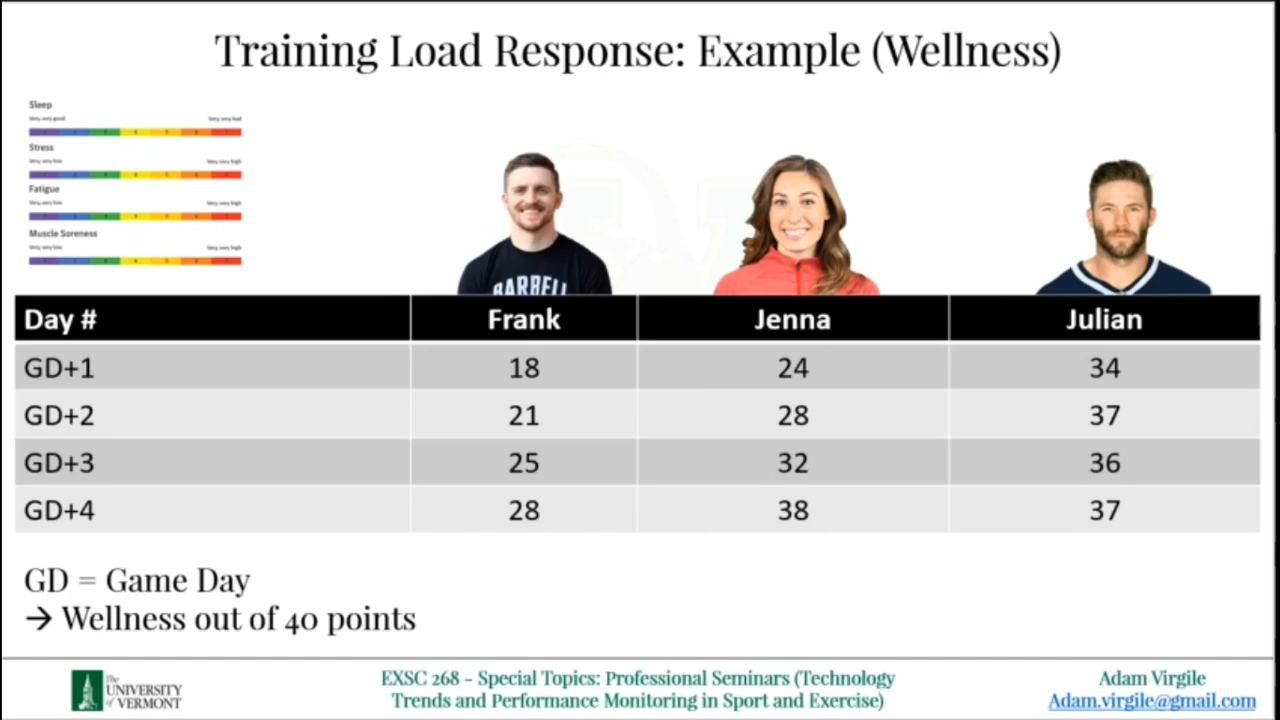 Training Load Response: Example (Wellness)
Sleep
Very, very good Very, very bad
Stress
Very, very low Very, very high
Fatigue
Very, very low Very, very high
Muscle Soreness
Very, very low Very, very high
BARBELL
Day # Frank Jenna Julian
GD+1 18 24 34
GD+2 21 28 37
GD+3 25 32 36
GD+4 28 38 37
GD = Game Day
→ Wellness out of 40 points
The
UNIVERSITY
of VERMONT
EXSC 268 – Special Topics: Professional Seminars (Technology
Trends and Performance Monitoring in Sport and Exercise)
Adam Virgile
Adam.virgile@gmail.com